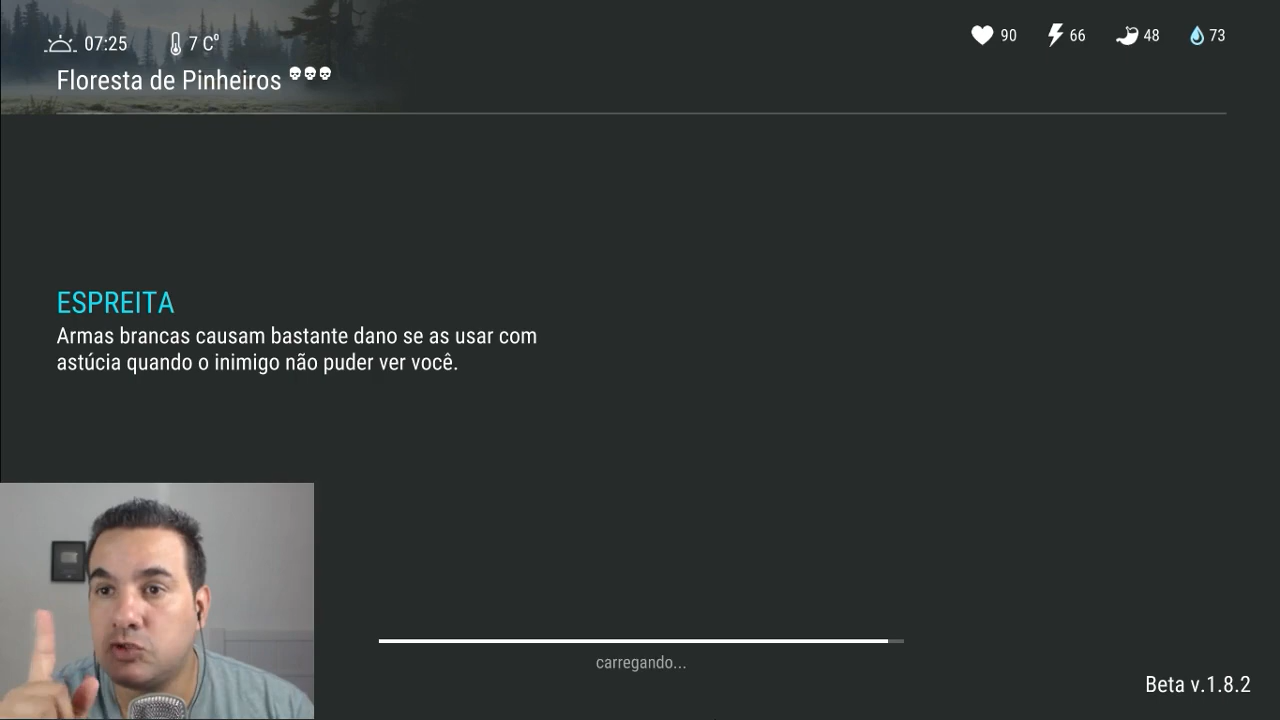 07:25 7 Cº
90 66 48 73
Floresta de Pinheiros
ESPREITA
Armas brancas causam bastante dano se as usar com
astúcia quando o inimigo não puder ver você.
carregando...
Beta v.1.8.2